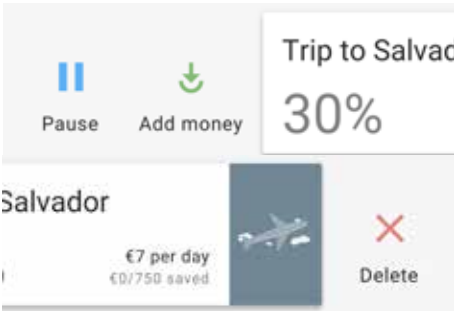 Trip to Salvad
30%
Pause
Add money
Salvador
€7 per day
€0/750 saved
Delete